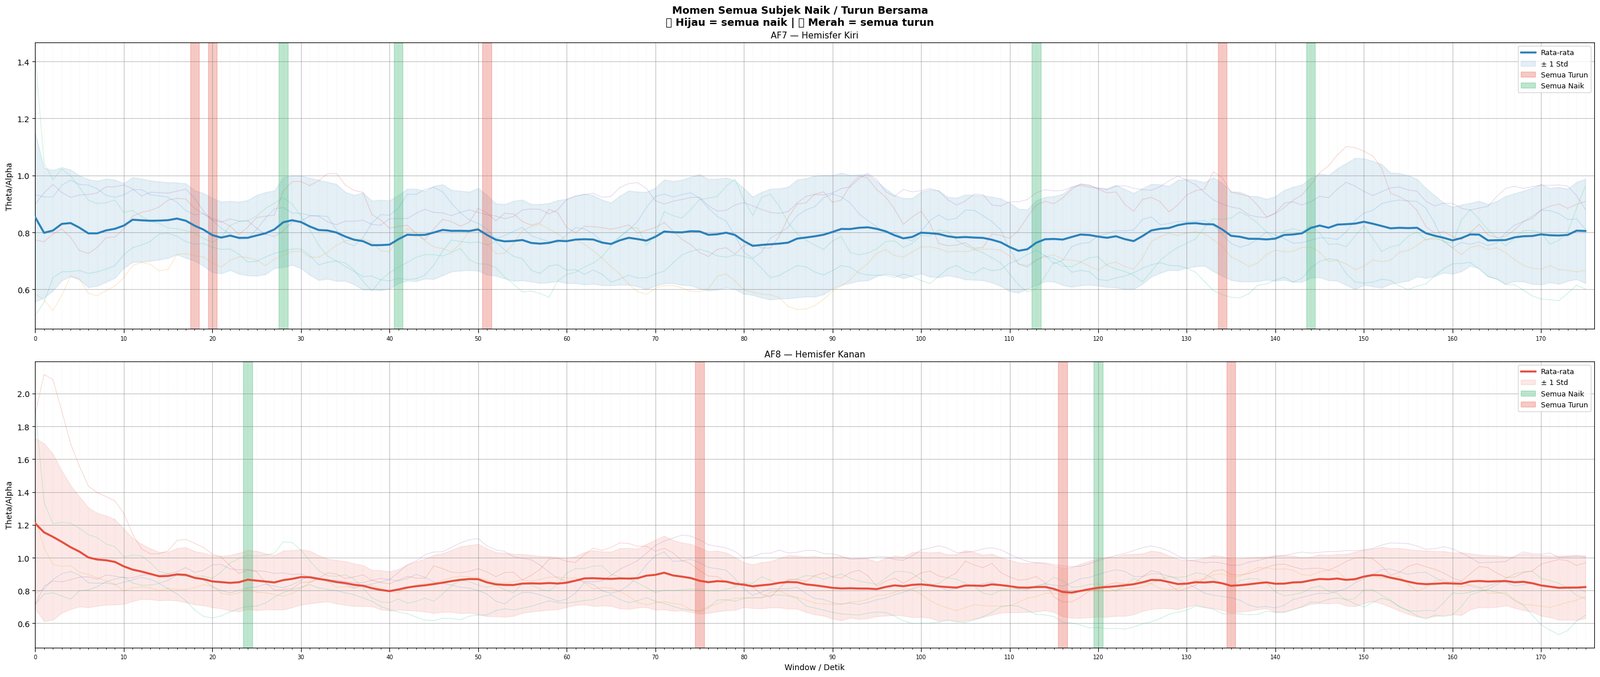 Momen Semua Subjek Naik / Turun Bersama
▯ Hijau = semua naik | ▯ Merah = semua turun
AF7 — Hemisfer Kiri
1.4
1.2
1.0
0.8
0.6
Theta/Alpha
Rata-rata
± 1 Std
Semua Turun
Semua Naik
0 10 20 30 40 50 60 70 80 90 100 110 120 130 140 150 160 170
AF8 — Hemisfer Kanan
2.0
1.8
1.6
1.4
1.2
1.0
0.8
0.6
Theta/Alpha
Rata-rata
± 1 Std
Semua Naik
Semua Turun
0 10 20 30 40 50 60 70 80 90 100 110 120 130 140 150 160 170
Window / Detik